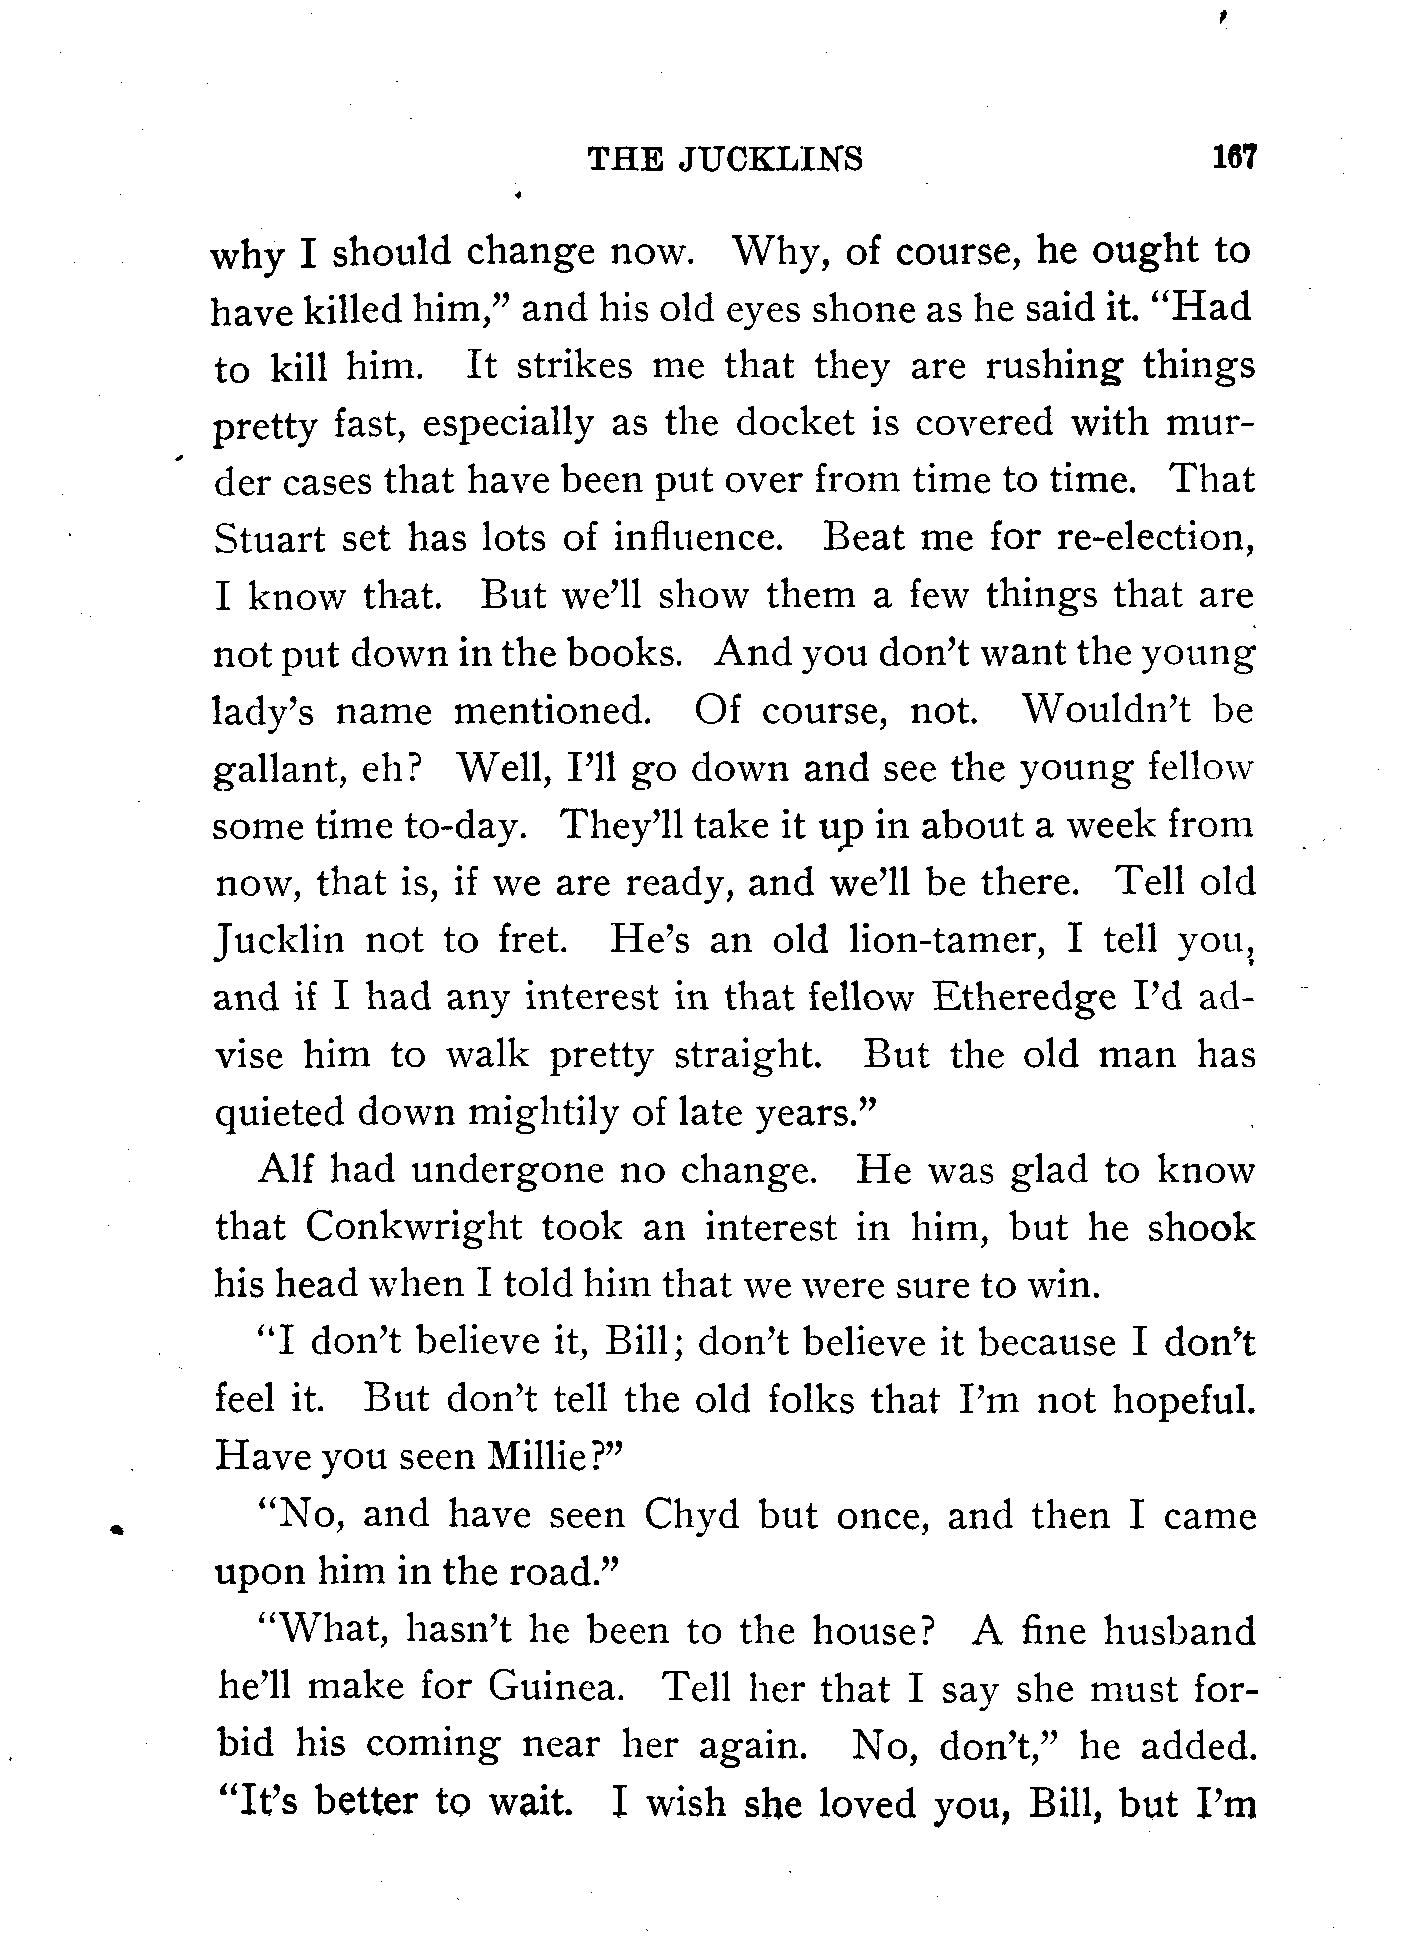 THE JUCKLINS 167
why I should change now. Why, of course, he ought to
have killed him,” and his old eyes shone as he said it. “Had
to kill him. It strikes me that they are rushing things
pretty fast, especially as the docket is covered with mur-
der cases that have been put over from time to time. That
Stuart set has lots of influence. Beat me for re-election,
I know that. But we’ll show them a few things that are
not put down in the books. And you don’t want the young
lady’s name mentioned. Of course, not. Wouldn’t be
gallant, eh? Well, I’ll go down and see the young fellow
some time to-day. They’ll take it up in about a week from
now, that is, if we are ready, and we’ll be there. Tell old
Jucklin not to fret. He’s an old lion-tamer, I tell you,
and if I had any interest in that fellow Etheredge I’d ad-
vise him to walk pretty straight. But the old man has
quieted down mightily of late years.”
Alf had undergone no change. He was glad to know
that Conkwright took an interest in him, but he shook
his head when I told him that we were sure to win.
“I don’t believe it, Bill; don’t believe it because I don’t
feel it. But don’t tell the old folks that I’m not hopeful.
Have you seen Millie?”
“No, and have seen Chyd but once, and then I came
upon him in the road.”
“What, hasn’t he been to the house? A fine husband
he’ll make for Guinea. Tell her that I say she must for-
bid his coming near her again. No, don’t,” he added.
“It’s better to wait. I wish she loved you, Bill, but I’m